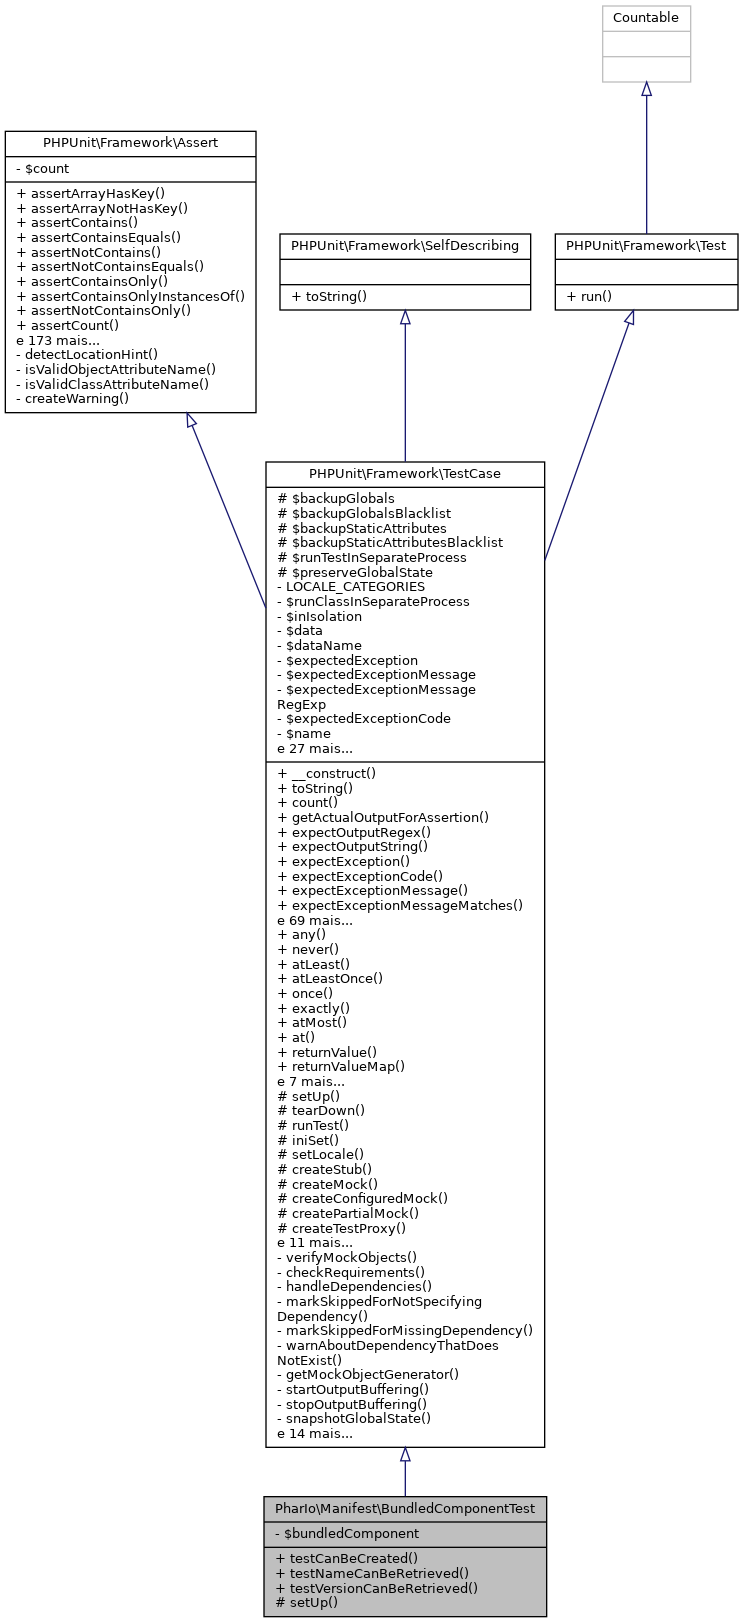 Countable
PHPUnit\Framework\Assert
- $count
+ assertArrayHasKey()
+ assertArrayNotHasKey()
+ assertContains()
+ assertContainsEquals()
+ assertNotContains()
+ assertNotContainsEquals()
+ assertContainsOnly()
+ assertContainsOnlyInstancesOf()
+ assertNotContainsOnly()
+ assertCount()
e 173 mais...
- detectLocationHint()
- isValidObjectAttributeName()
- isValidClassAttributeName()
- createWarning()
PHPUnit\Framework\SelfDescribing
+ toString()
PHPUnit\Framework\Test
+ run()
PHPUnit\Framework\TestCase
# $backupGlobals
# $backupGlobalsBlacklist
# $backupStaticAttributes
# $backupStaticAttributesBlacklist
# $runTestInSeparateProcess
# $preserveGlobalState
- LOCALE_CATEGORIES
- $runClassInSeparateProcess
- $inIsolation
- $data
- $dataName
- $expectedException
- $expectedExceptionMessage
- $expectedExceptionMessage
RegExp
- $expectedExceptionCode
- $name
e 27 mais...
+ __construct()
+ toString()
+ count()
+ getActualOutputForAssertion()
+ expectOutputRegex()
+ expectOutputString()
+ expectException()
+ expectExceptionCode()
+ expectExceptionMessage()
+ expectExceptionMessageMatches()
e 69 mais...
+ any()
+ never()
+ atLeast()
+ atLeastOnce()
+ once()
+ exactly()
+ atMost()
+ at()
+ returnValue()
+ returnValueMap()
e 7 mais...
# setUp()
# tearDown()
# runTest()
# iniSet()
# setLocale()
# createStub()
# createMock()
# createConfiguredMock()
# createPartialMock()
# createTestProxy()
e 11 mais...
- verifyMockObjects()
- checkRequirements()
- handleDependencies()
- markSkippedForNotSpecifying
Dependency()
- markSkippedForMissingDependency()
- warnAboutDependencyThatDoes
NotExist()
- getMockObjectGenerator()
- startOutputBuffering()
- stopOutputBuffering()
- snapshotGlobalState()
e 14 mais...
PharIo\Manifest\BundledComponentTest
- $bundledComponent
+ testCanBeCreated()
+ testNameCanBeRetrieved()
+ testVersionCanBeRetrieved()
# setUp()